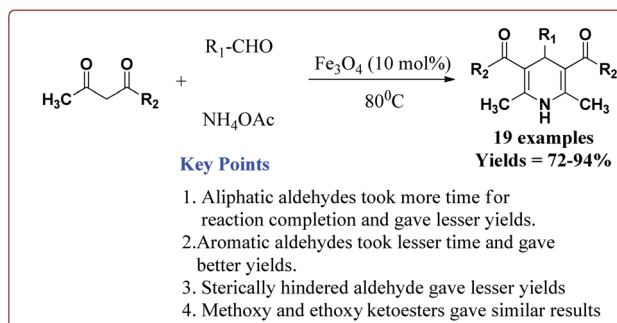 O O
H₃C R₂
+
R₁-CHO
NH₄OAc
Fe₃O₄ (10 mol%)
80⁰C
O R₁ O
R₂ R₂
H₃C N CH₃
H
19 examples
Yields = 72-94%
Key Points
1. Aliphatic aldehydes took more time for
reaction completion and gave lesser yields.
2.Aromatic aldehydes took lesser time and gave
better yields.
3. Sterically hindered aldehyde gave lesser yields
4. Methoxy and ethoxy ketoesters gave similar results